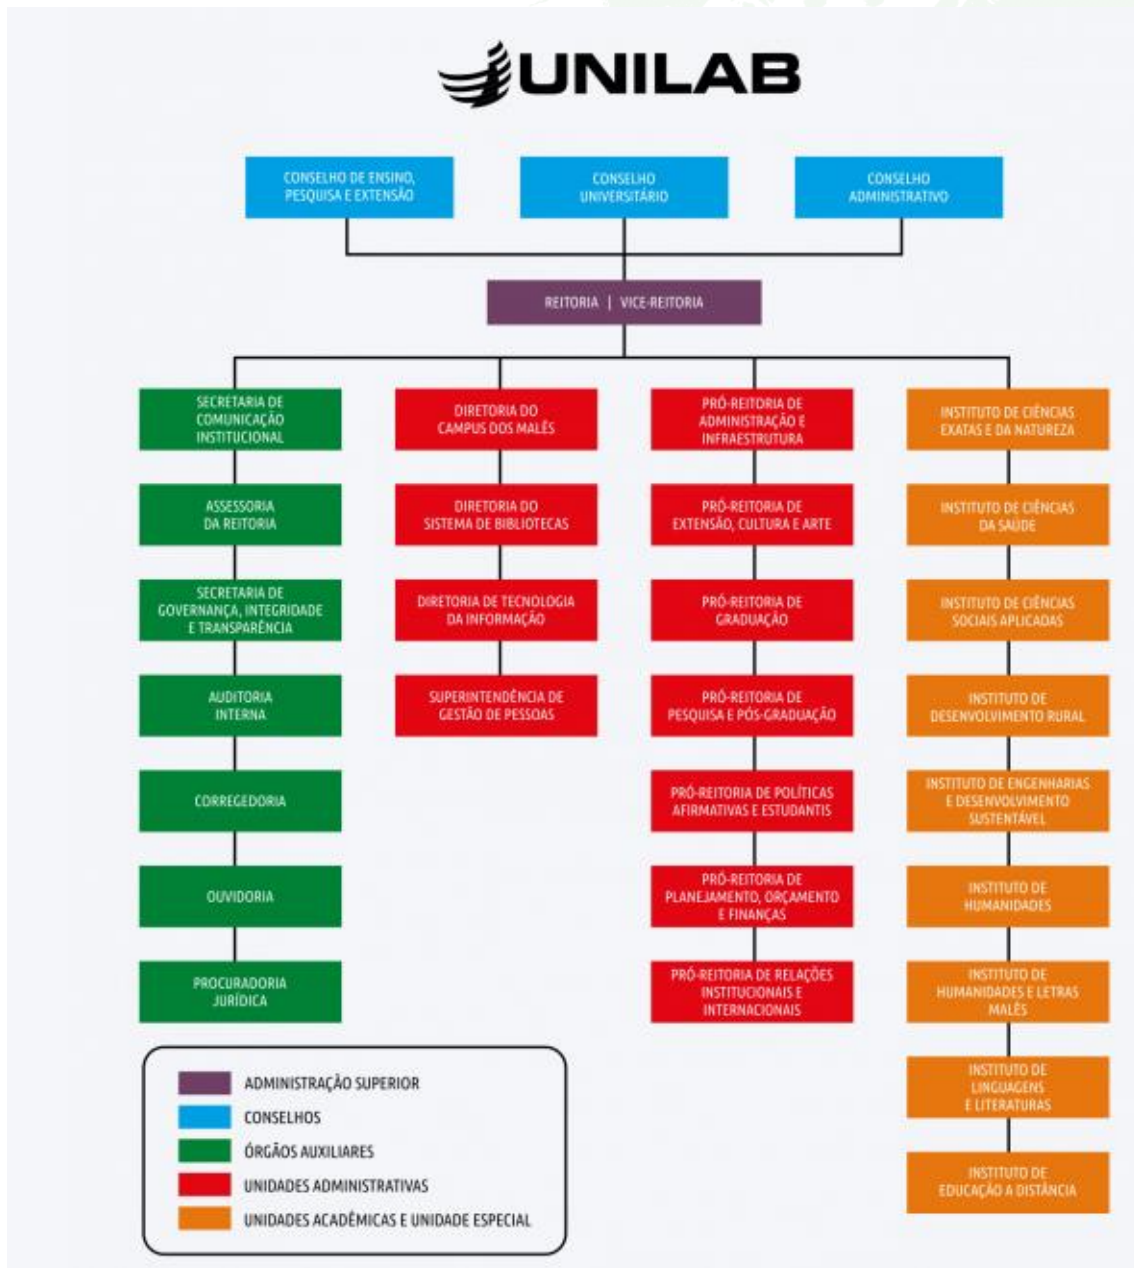 UNILAB
CONSELHO DE ENSINO,
PESQUISA E EXTENSÃO
CONSELHO
UNIVERSITÁRIO
CONSELHO
ADMINISTRATIVO
REITORIA | VICE-REITORIA
SECRETARIA DE
COMUNICAÇÃO
INSTITUCIONAL
ASSESSORIA
DA REITORIA
SECRETARIA DE
GOVERNANÇA, INTEGRIDADE
E TRANSPARÊNCIA
AUDITORIA
INTERNA
CORREGEDORIA
OUVIDORIA
PROCURADORIA
JURÍDICA
DIRETORIA DO
CAMPUS DOS MALÊS
DIRETORIA DO
SISTEMA DE BIBLIOTECAS
DIRETORIA DE TECNOLOGIA
DA INFORMAÇÃO
SUPERINTENDÊNCIA DE
GESTÃO DE PESSOAS
PRÓ-REITORIA DE
ADMINISTRAÇÃO E
INFRAESTRUTURA
PRÓ-REITORIA DE
EXTENSÃO, CULTURA E ARTE
PRÓ-REITORIA DE
GRADUAÇÃO
PRÓ-REITORIA DE
PESQUISA E PÓS-GRADUAÇÃO
PRÓ-REITORIA DE POLÍTICAS
AFIRMATIVAS E ESTUDANTIS
PRÓ-REITORIA DE
PLANEJAMENTO, ORÇAMENTO
E FINANÇAS
PRÓ-REITORIA DE RELAÇÕES
INSTITUCIONAIS E
INTERNACIONAIS
INSTITUTO DE CIÊNCIAS
EXATAS E DA NATUREZA
INSTITUTO DE CIÊNCIAS
DA SAÚDE
INSTITUTO DE CIÊNCIAS
SOCIAIS APLICADAS
INSTITUTO DE
DESENVOLVIMENTO RURAL
INSTITUTO DE ENGENHARIAS
E DESENVOLVIMENTO
SUSTENTÁVEL
INSTITUTO DE
HUMANIDADES
INSTITUTO DE
HUMANIDADES E LETRAS
MALÊS
INSTITUTO DE
LINGUAGENS
E LITERATURAS
INSTITUTO DE
EDUCAÇÃO A DISTÂNCIA
ADMINISTRAÇÃO SUPERIOR
CONSELHOS
ÓRGÃOS AUXILIARES
UNIDADES ADMINISTRATIVAS
UNIDADES ACADÊMICAS E UNIDADE ESPECIAL